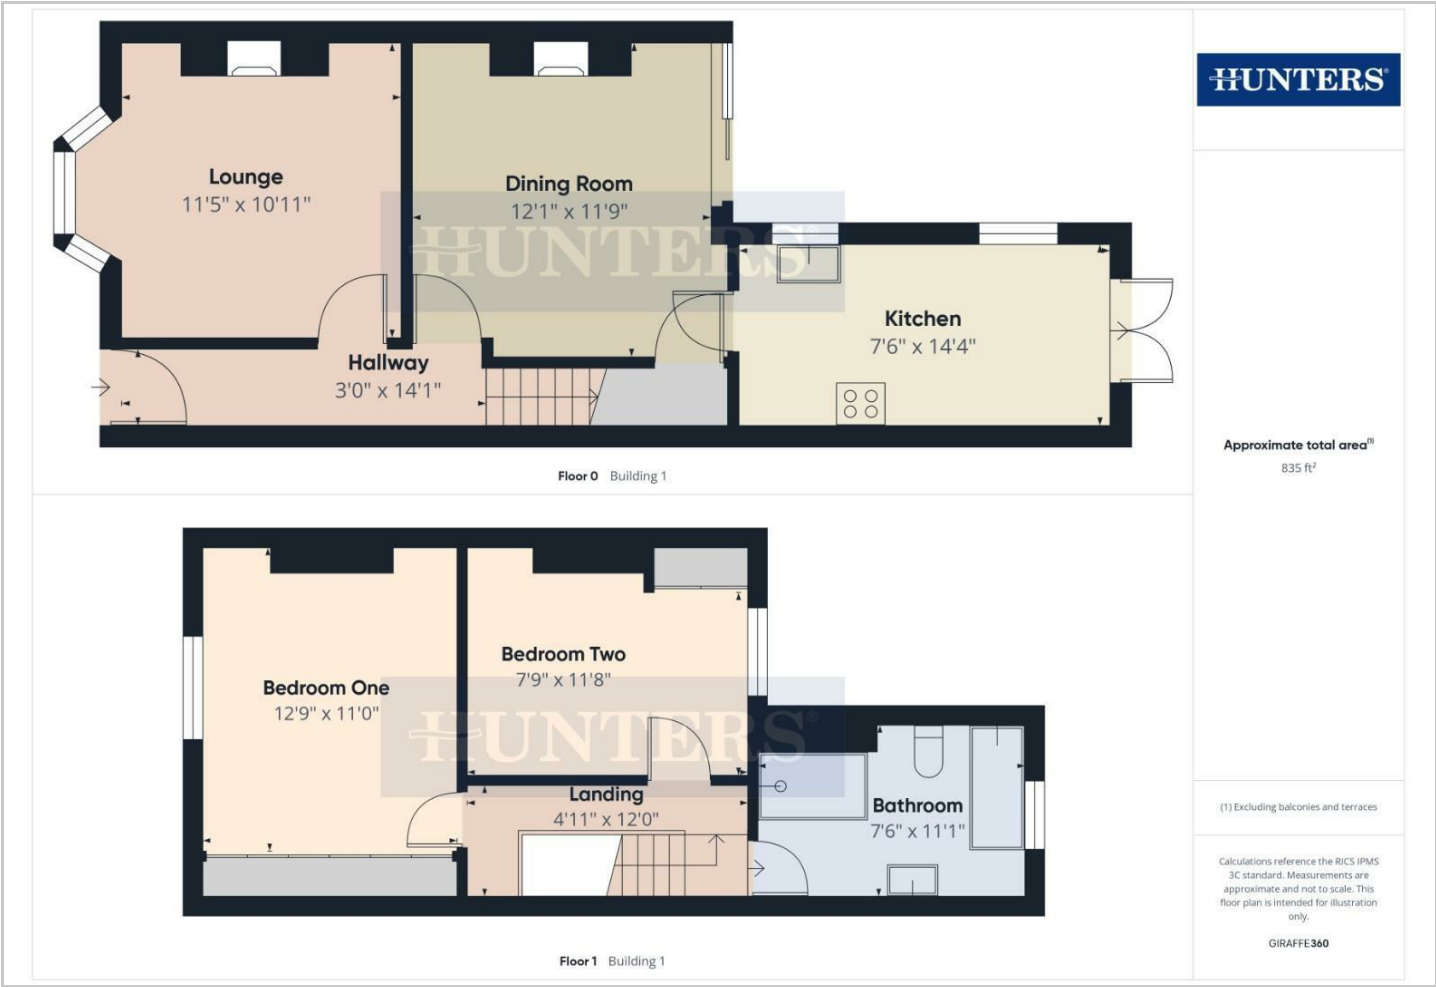 HUNTERS®
Lounge
11'5" x 10'11"
Dining Room
12'1" x 11'9"
HUNTERS®
Kitchen
7'6" x 14'4"
Hallway
3'0" x 14'1"
Floor 0 Building 1
Approximate total area⁽¹⁾
835 ft²
Bedroom One
12'9" x 11'0"
Bedroom Two
7'9" x 11'8"
HUNTERS®
Landing
4'11" x 12'0"
Bathroom
7'6" x 11'1"
Floor 1 Building 1
(1) Excluding balconies and terraces
Calculations reference the RICS IPMS
3C standard. Measurements are
approximate and not to scale. This
floor plan is intended for illustration
only.
GIRAFFE360